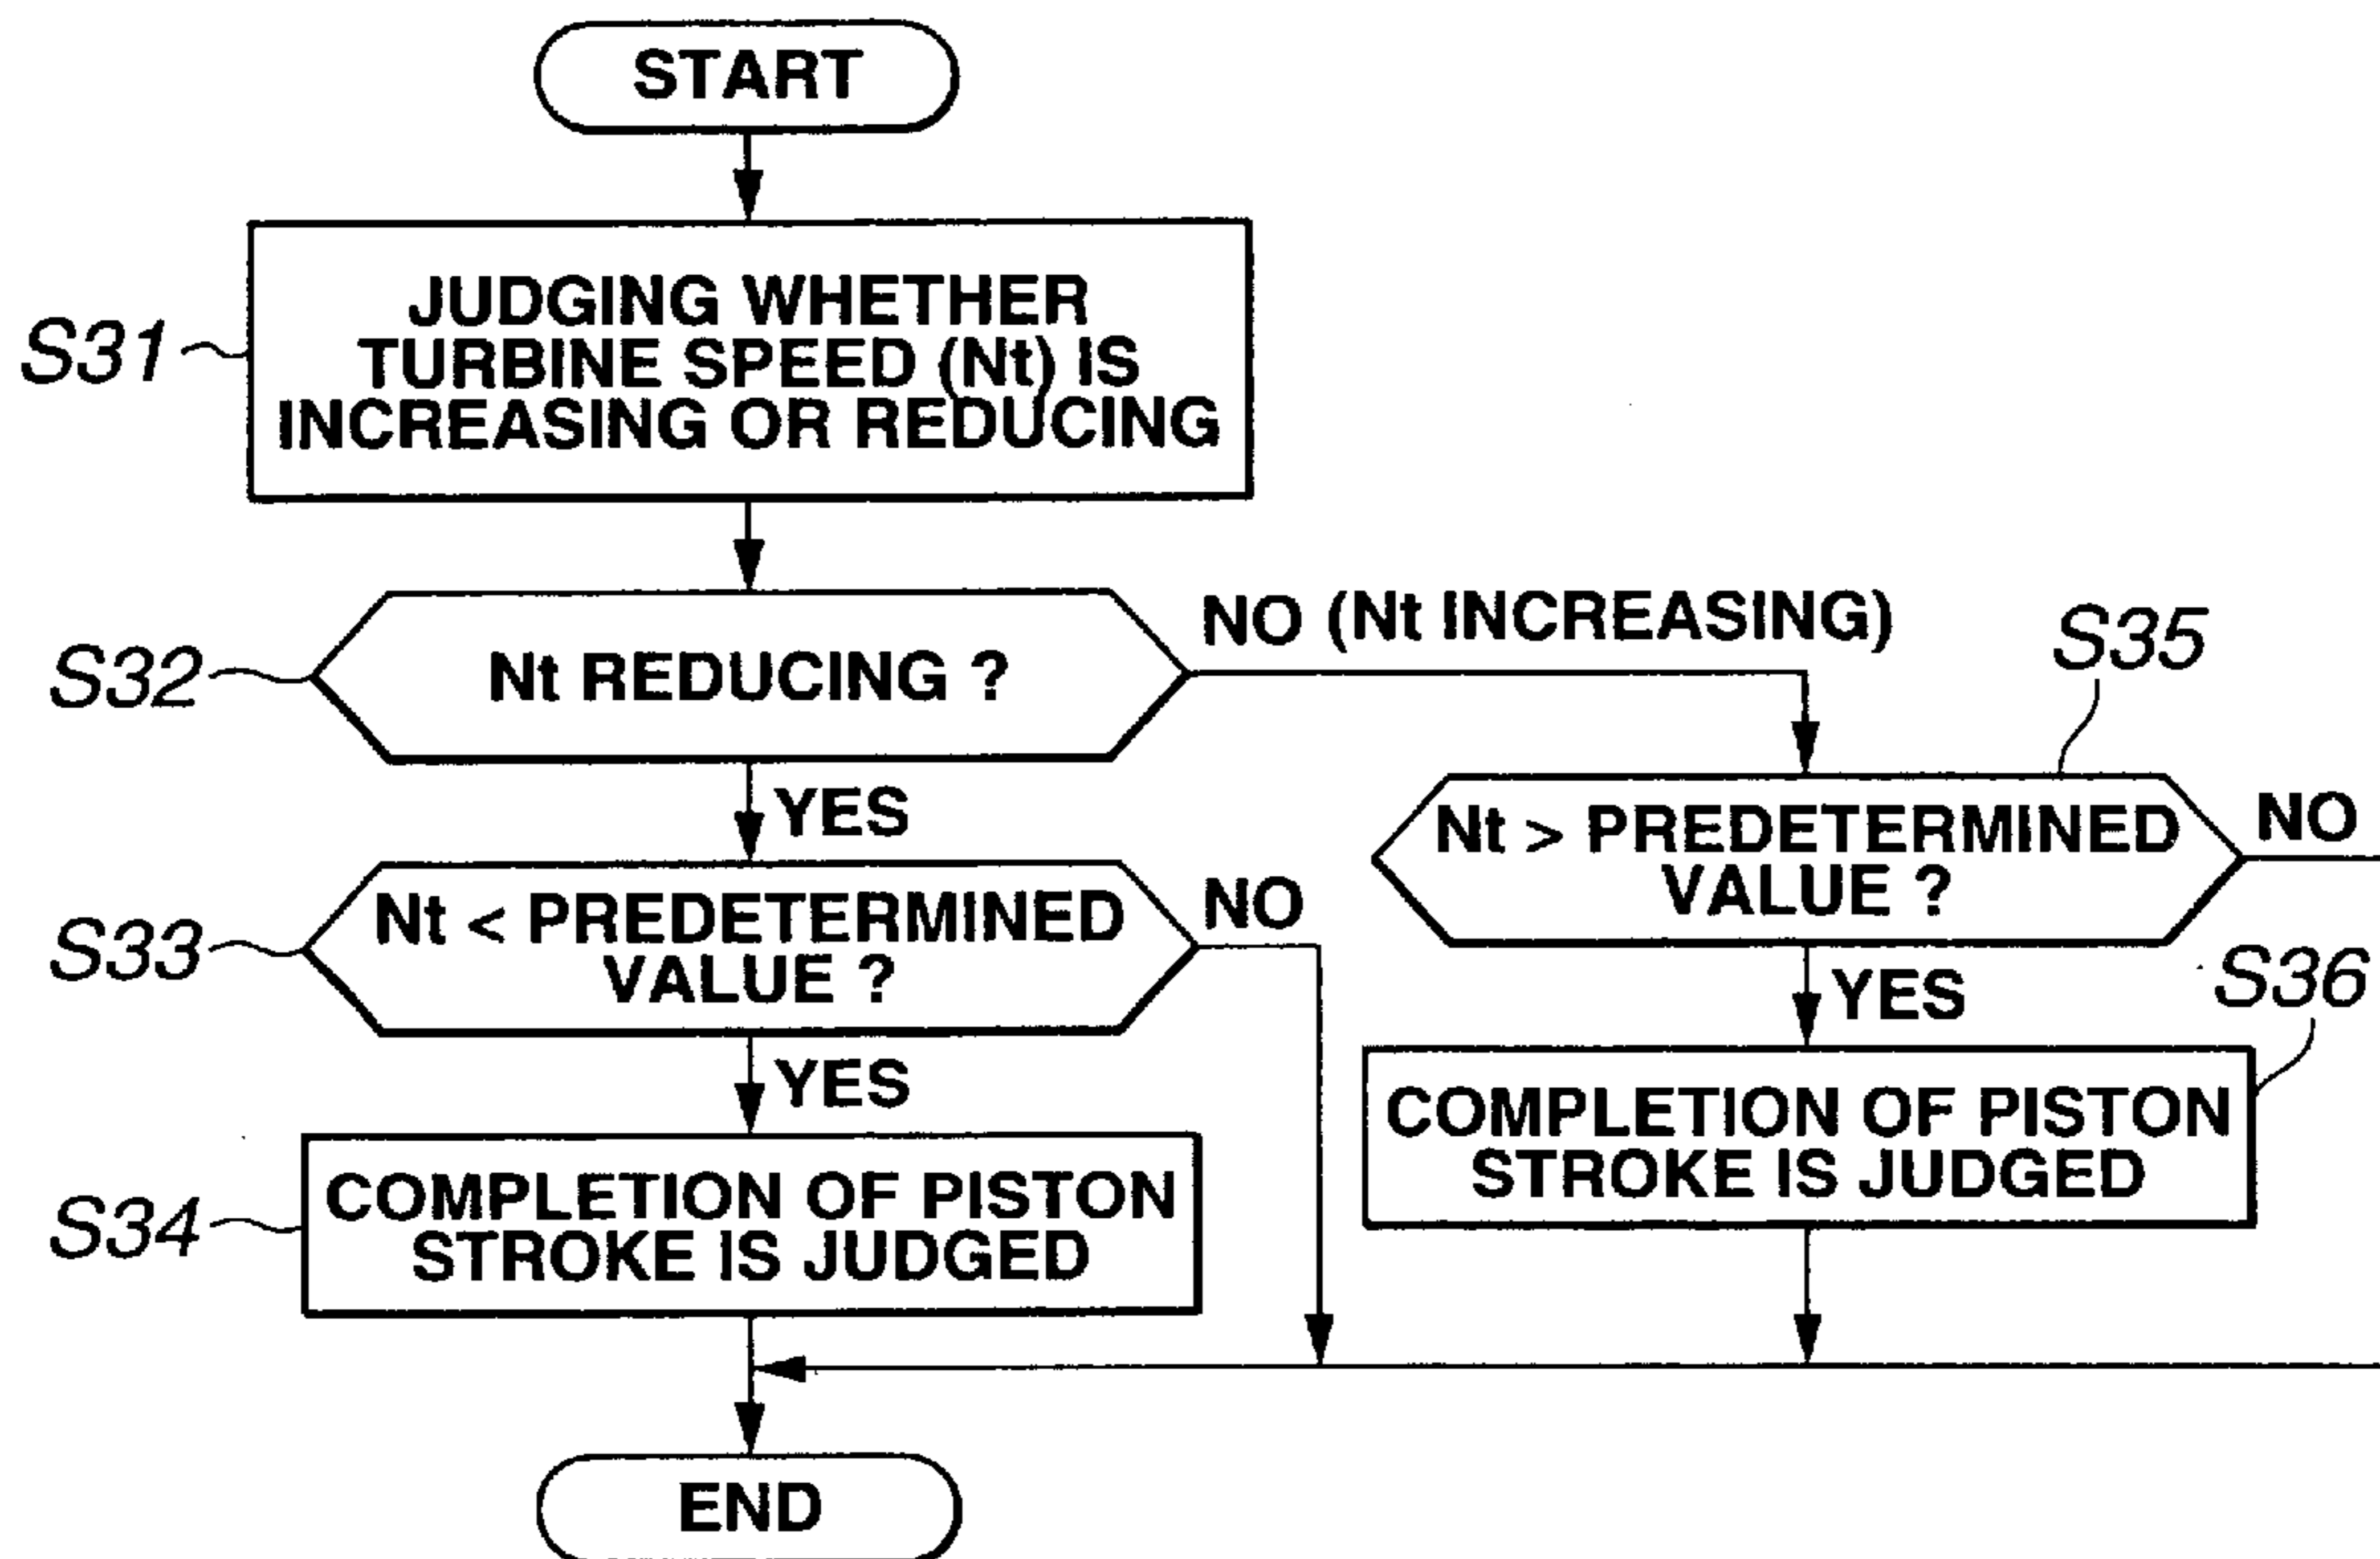 START
S31
JUDGING WHETHER
TURBINE SPEED (Nt) IS
INCREASING OR REDUCING
S32
Nt REDUCING ?
NO (Nt INCREASING)
YES
S33
Nt < PREDETERMINED
VALUE ?
NO
YES
S34
COMPLETION OF PISTON
STROKE IS JUDGED
S35
Nt > PREDETERMINED
VALUE ?
NO
YES
S36
COMPLETION OF PISTON
STROKE IS JUDGED
END